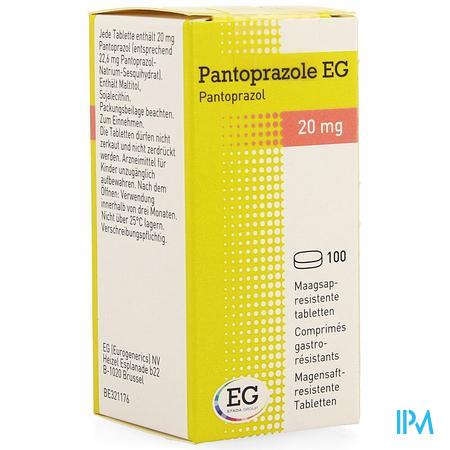 Jede Tablette enthält 20 mg
Pantoprazol (entsprechend
22,6 mg Pantoprazol-
Natrium-Sesquihydrat).
Enthält Maltitol,
Sojalecithin.
Packungsbeilage beachten.
Zum Einnehmen.
Die Tabletten dürfen nicht
zerkaut und nicht zerdrückt
werden. Arzneimittel für
Kinder unzugänglich
aufbewahren. Nach dem
Öffnen: Verwendung
innerhalb von drei Monaten.
Nicht über 25°C lagern.
Verschreibungspflichtig.
EG (Eurogenerics) NV
Heizel Esplanade b22
B-1020 Brussel
BE321176
Pantoprazole EG
Pantoprazol
20 mg
100
Maagsap-
resistente
tabletten
Comprimés
gastro-
résistants
Magensaft-
resistente
Tabletten
EG
STADA GROUP
IPM